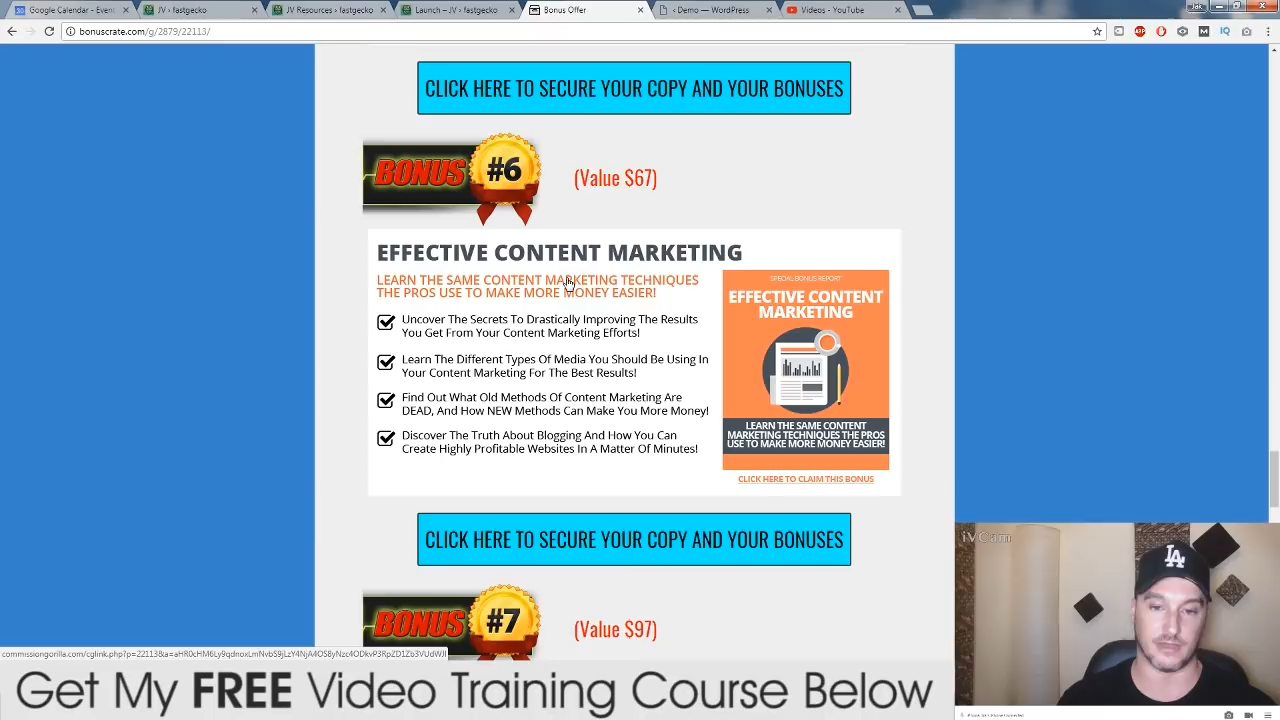 Google Calendar - Event
JV › fastgecko
JV Resources › fastgecko
Launch – JV › fastgecko
Bonus Offer
‹ Demo — WordPress
Videos - YouTube
Jak
bonuscrate.com/g/2879/22113/
CLICK HERE TO SECURE YOUR COPY AND YOUR BONUSES
BONUS #6 (Value $67)
EFFECTIVE CONTENT MARKETING
LEARN THE SAME CONTENT MARKETING TECHNIQUES
THE PROS USE TO MAKE MORE MONEY EASIER!
Uncover The Secrets To Drastically Improving The Results
You Get From Your Content Marketing Efforts!
Learn The Different Types Of Media You Should Be Using In
Your Content Marketing For The Best Results!
Find Out What Old Methods Of Content Marketing Are
DEAD, And How NEW Methods Can Make You More Money!
Discover The Truth About Blogging And How You Can
Create Highly Profitable Websites In A Matter Of Minutes!
SPECIAL BONUS REPORT
EFFECTIVE CONTENT
MARKETING
LEARN THE SAME CONTENT
MARKETING TECHNIQUES THE PROS
USE TO MAKE MORE MONEY EASIER!
CLICK HERE TO CLAIM THIS BONUS
CLICK HERE TO SECURE YOUR COPY AND YOUR BONUSES
BONUS #7 (Value $97)
iVCam
LA
Get My FREE Video Training Course Below